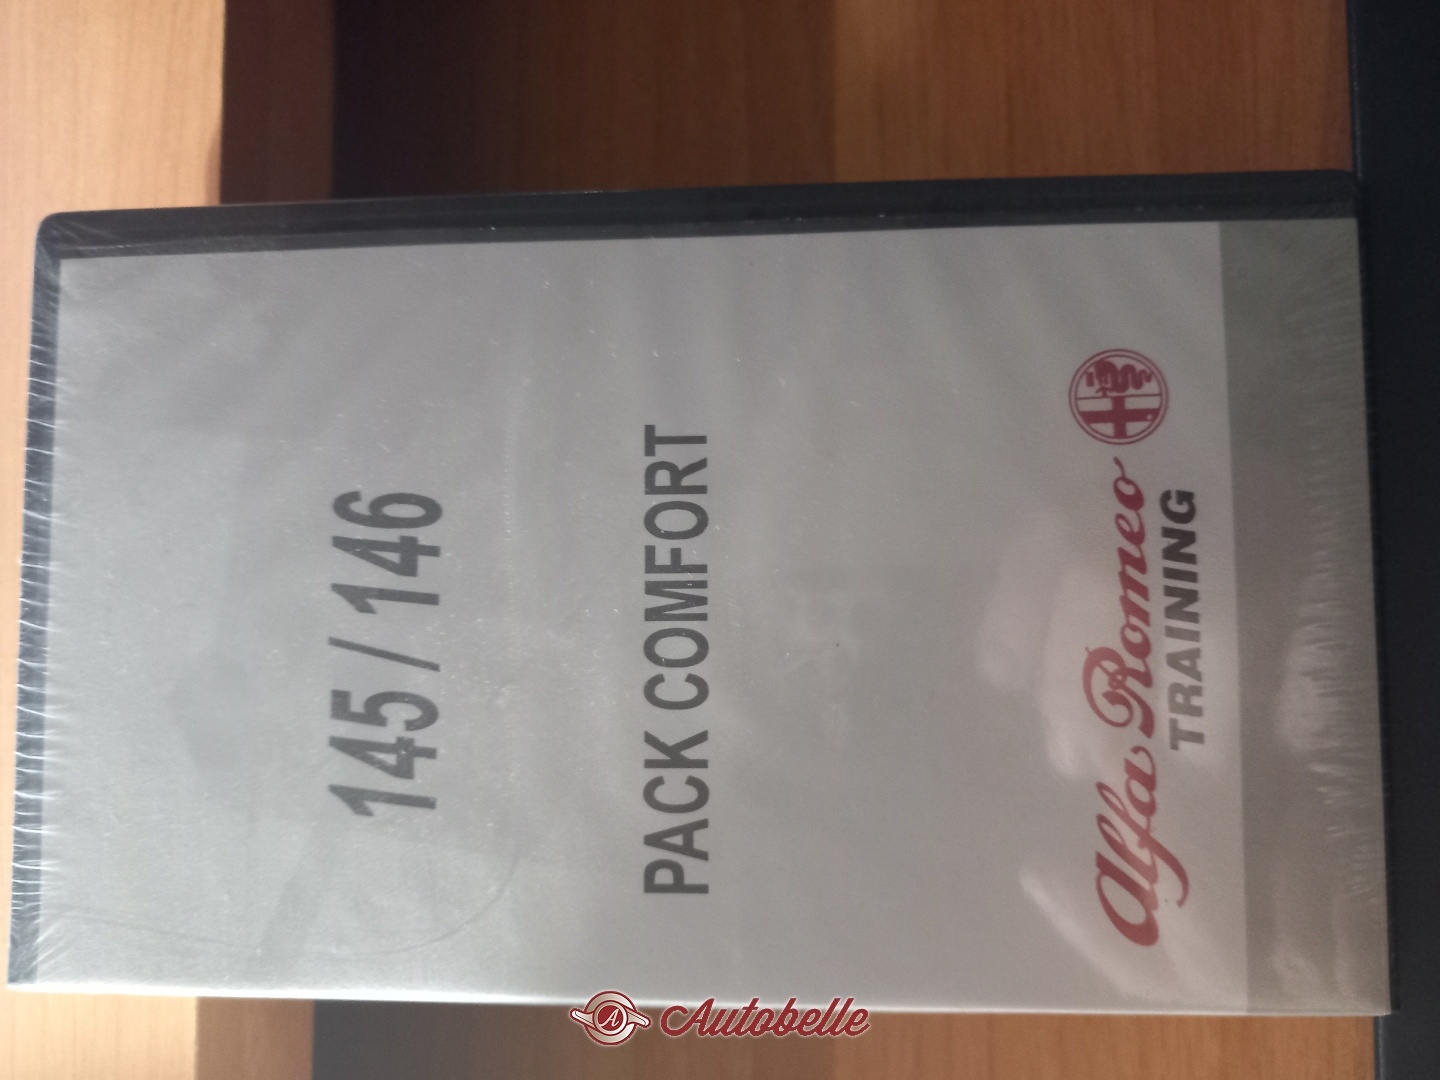 145 / 146
PACK COMFORT
Alfa Romeo
TRAINING
Autobelle